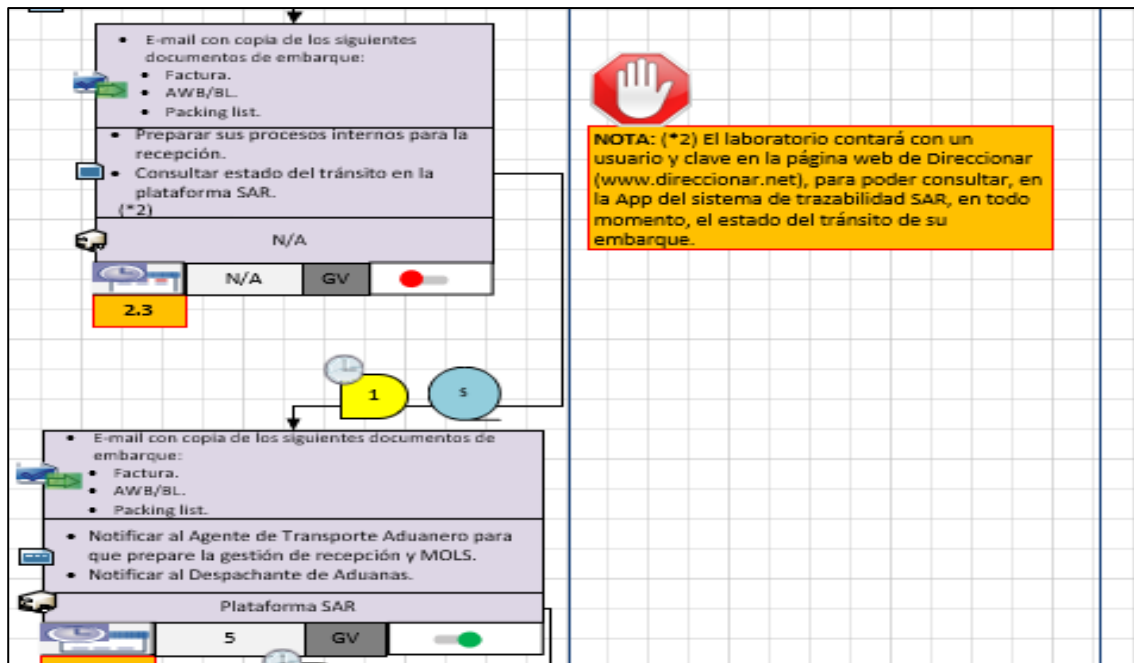 • E-mail con copia de los siguientes
documentos de embarque:
• Factura.
• AWB/BL.
• Packing list.
• Preparar sus procesos internos para la
recepción.
• Consultar estado del tránsito en la
plataforma SAR.
(*2)
N/A
N/A GV
2.3
NOTA: (*2) El laboratorio contará con un
usuario y clave en la página web de Direccionar
(www.direccionar.net), para poder consultar, en
la App del sistema de trazabilidad SAR, en todo
momento, el estado del tránsito de su
embarque.
1 S
• E-mail con copia de los siguientes documentos de
embarque:
• Factura.
• AWB/BL.
• Packing list.
• Notificar al Agente de Transporte Aduanero para
que prepare la gestión de recepción y MOLS.
• Notificar al Despachante de Aduanas.
Plataforma SAR
5 GV